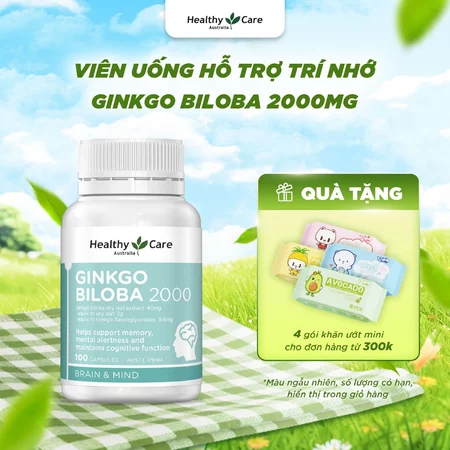 Healthy Care
Australia
VIÊN UỐNG HỖ TRỢ TRÍ NHỚ
GINKGO BILOBA 2000MG
Healthy Care
Australia
GINKGO
BILOBA 2000
Helps support memory,
mental alertness and
maintains cognitive function
100 CAPSULES
BRAIN & MIND
QUÀ TẶNG
AVOCADO
4 gói khăn ướt mini
cho đơn hàng từ 300k
*Màu ngẫu nhiên, số lượng có hạn,
hiển thị trong giỏ hàng